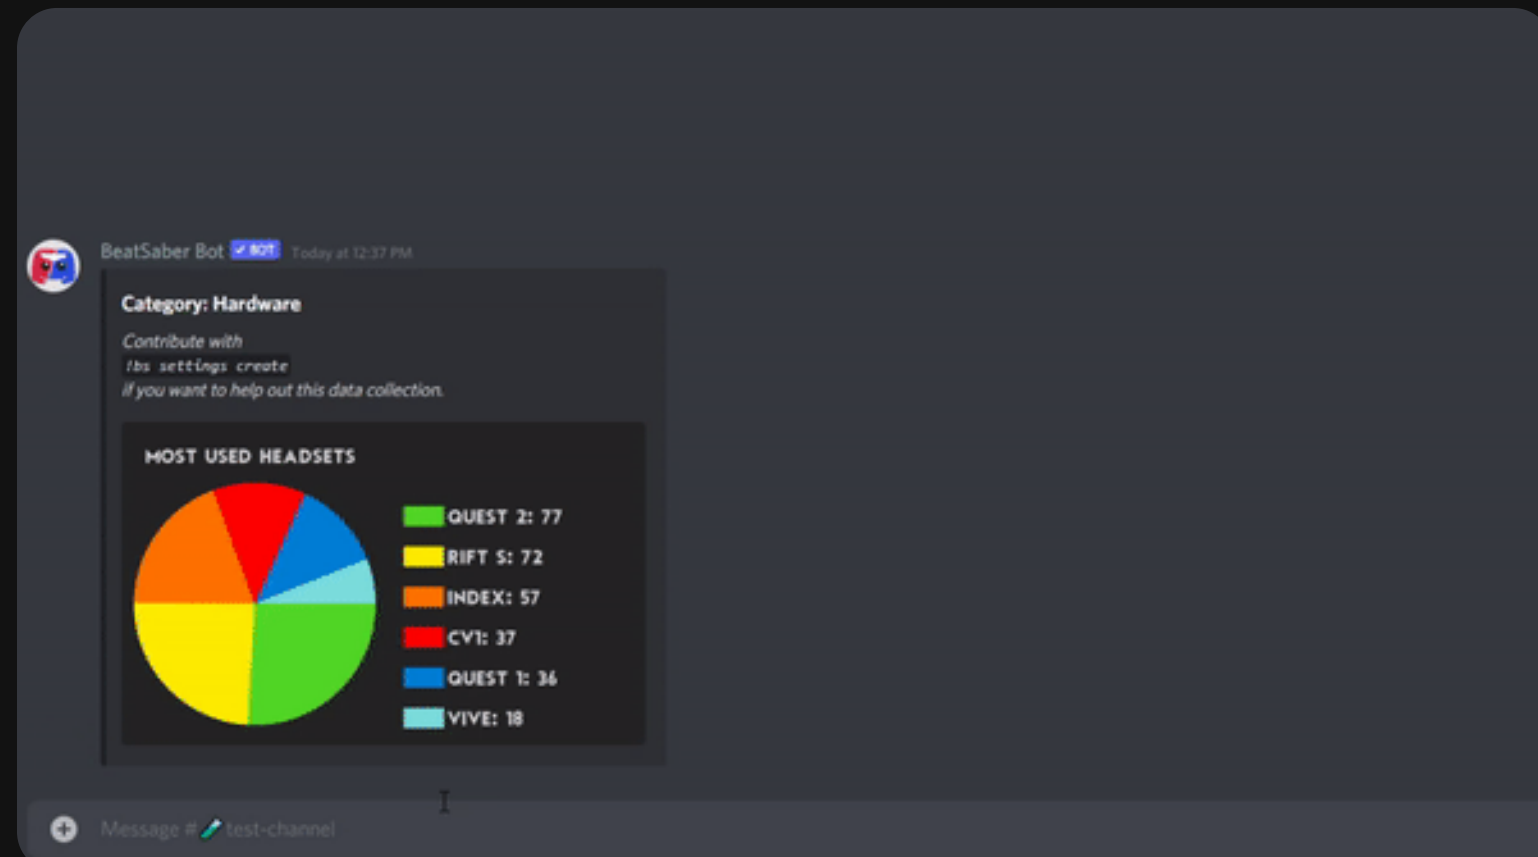 BeatSaber Bot ✓ BOT Today at 12:37 PM
Category: Hardware
Contribute with
!bs settings create
if you want to help out this data collection.
MOST USED HEADSETS
QUEST 2: 77
RIFT S: 72
INDEX: 57
CV1: 37
QUEST 1: 36
VIVE: 18
Message #🧪 test-channel